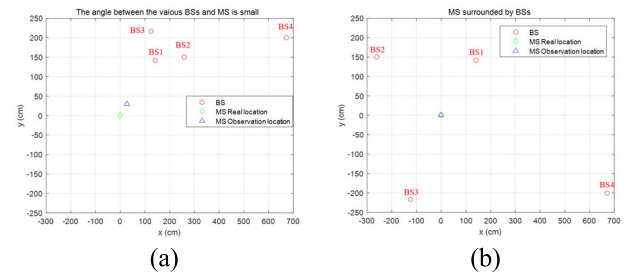 The angle between the vaious BSs and MS is small
250
200
150
100
50
0
-50
-100
-150
-200
-250
y (cm)
-300 -200 -100 0 100 200 300 400 500 600 700
x (cm)
BS3
BS1
BS2
BS4
BS
MS Real location
MS Observation location
(a)
MS surrounded by BSs
250
200
150
100
50
0
-50
-100
-150
-200
-250
y (cm)
-300 -200 -100 0 100 200 300 400 500 600 700
x (cm)
BS2
BS1
BS3
BS4
BS
MS Real location
MS Observation location
(b)